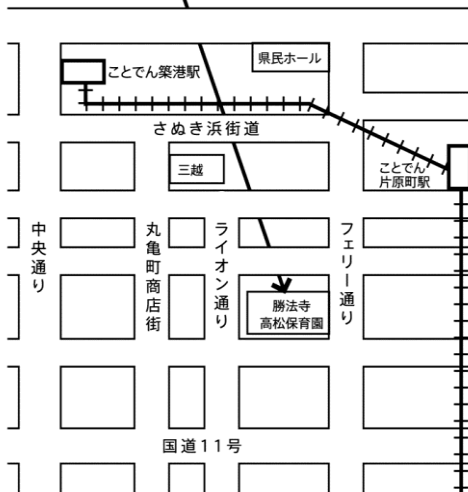 県民ホール
ことでん築港駅
さぬき浜街道
三越
ことでん
片原町駅
中央通り
丸亀町商店街
ライオン通り
フェリー通り
勝法寺
高松保育園
国道11号